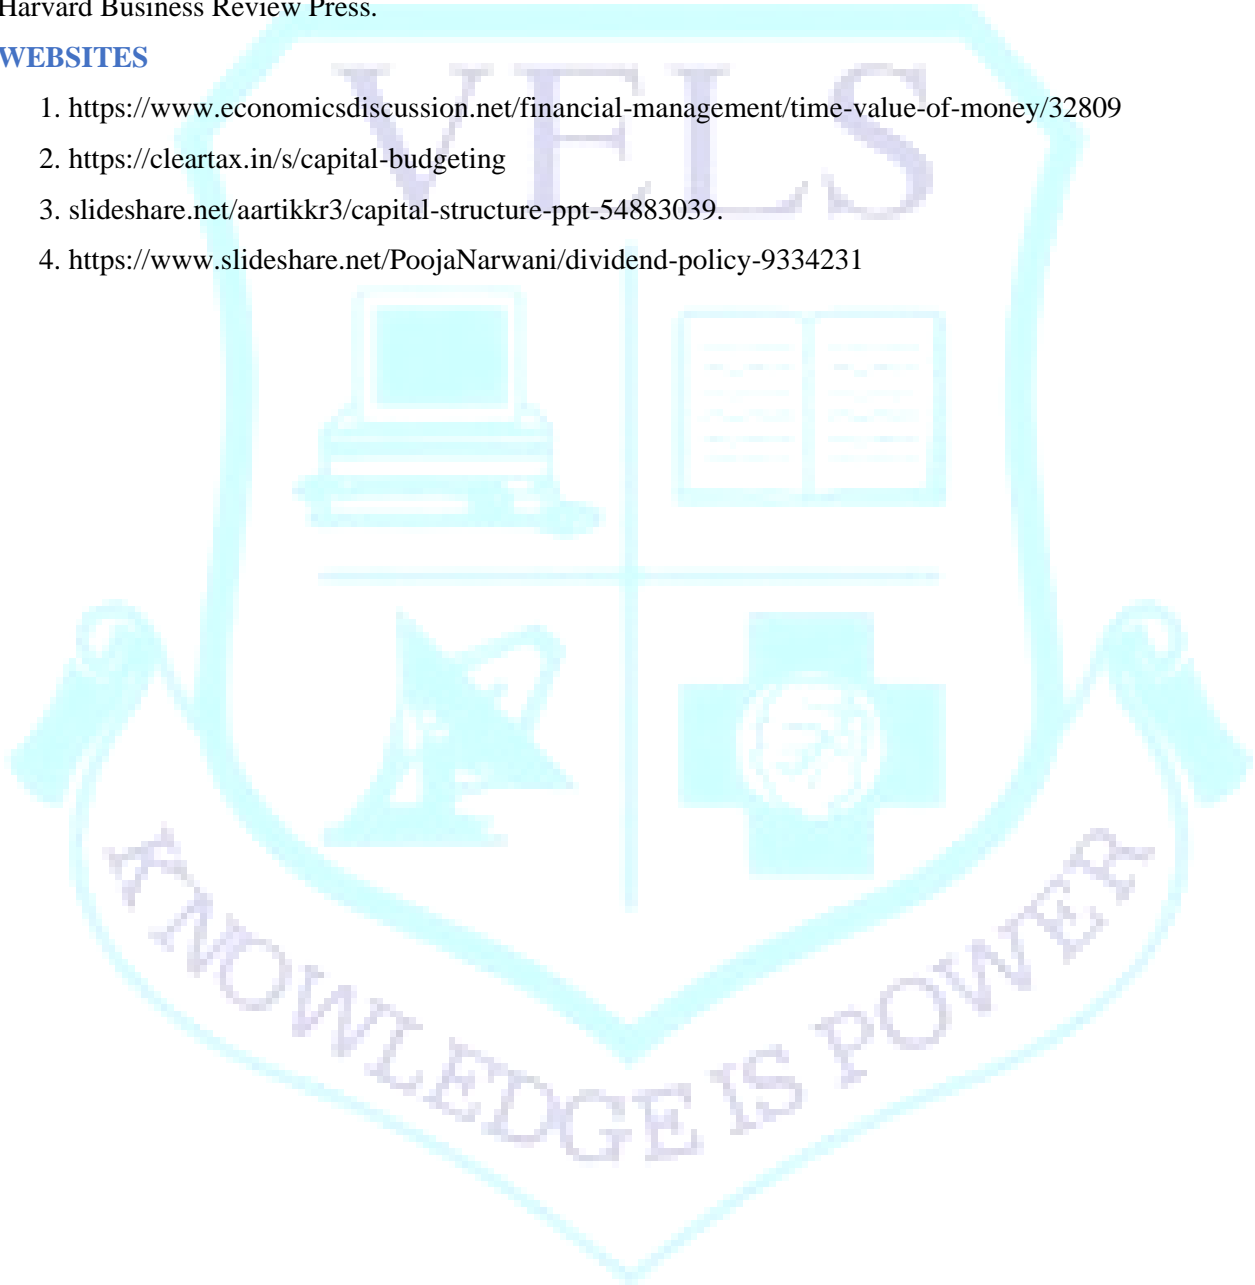 Harvard Business Review Press.
WEBSITES
1. https://www.economicsdiscussion.net/financial-management/time-value-of-money/32809
2. https://cleartax.in/s/capital-budgeting
3. slideshare.net/aartikkr3/capital-structure-ppt-54883039.
4. https://www.slideshare.net/PoojaNarwani/dividend-policy-9334231
VELS
KNOWLEDGE IS POWER